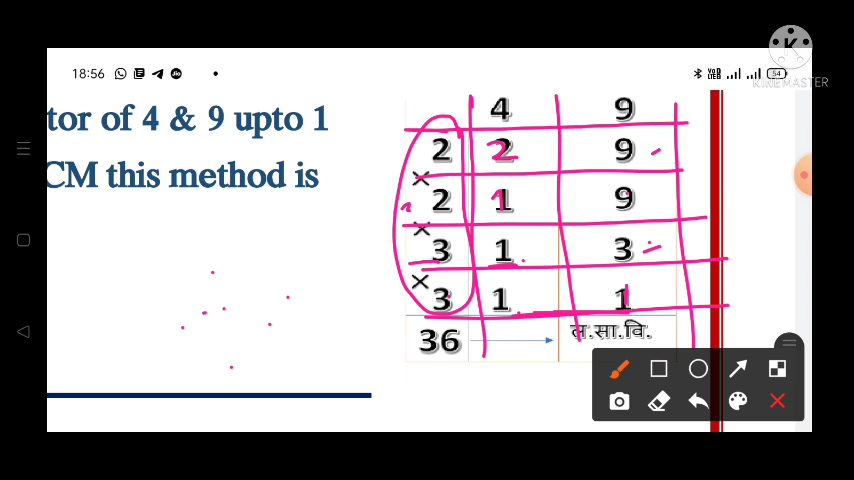 18:56 54
KINEMASTER
tor of 4 & 9 upto 1
CM this method is
4 9
2 2 9
×
2 1 9
×
3 1 3
×
3 1 1
36 ल.सा.वि.